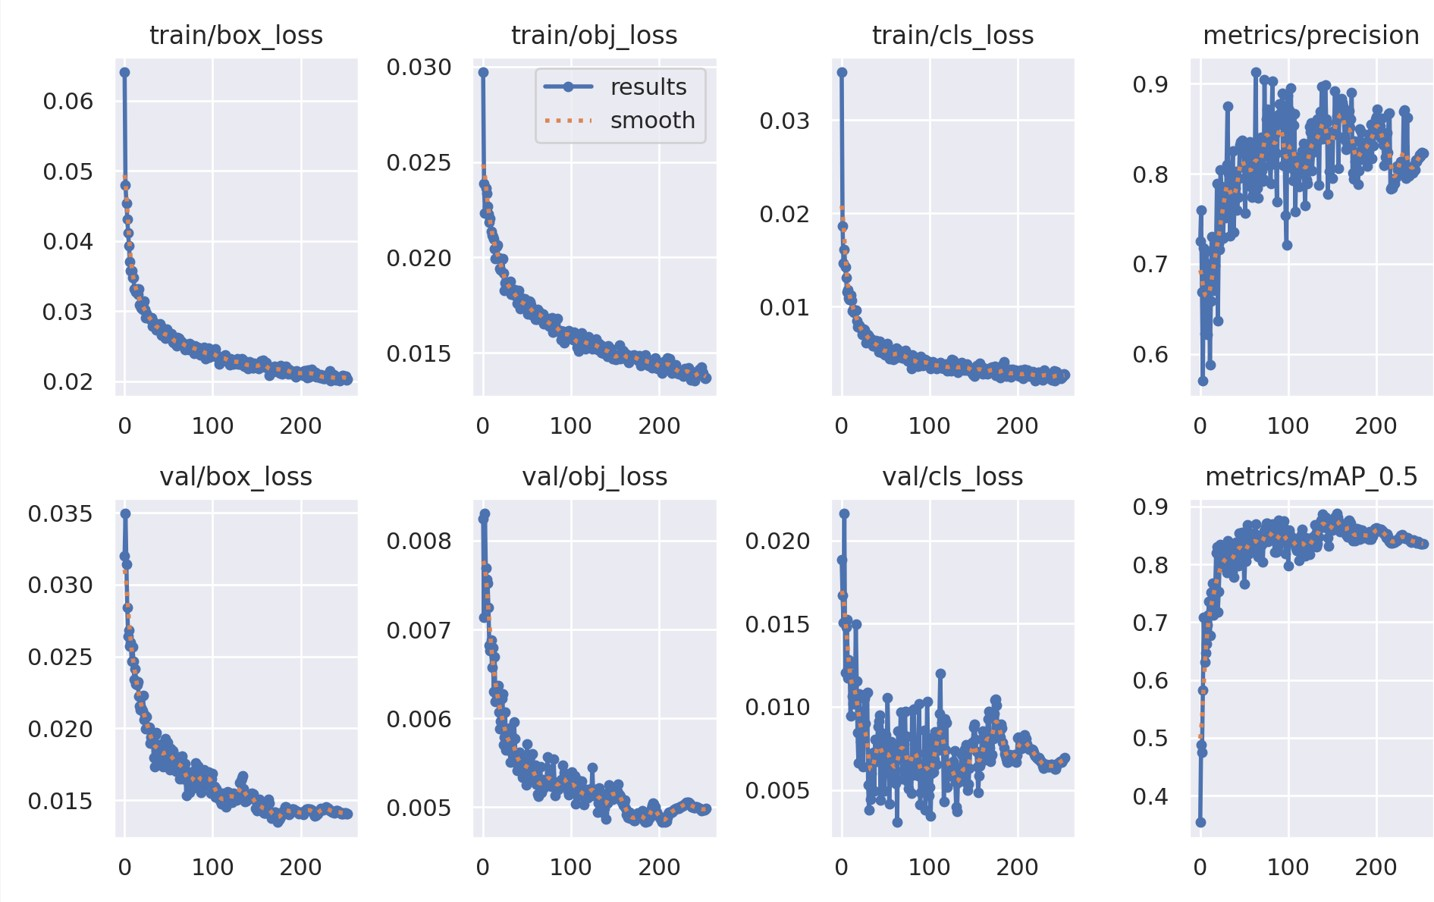 train/box_loss
0.06
0.05
0.04
0.03
0.02
0 100 200
train/obj_loss
results
smooth
0.030
0.025
0.020
0.015
0 100 200
train/cls_loss
0.03
0.02
0.01
0 100 200
metrics/precision
0.9
0.8
0.7
0.6
0 100 200
val/box_loss
0.035
0.030
0.025
0.020
0.015
0 100 200
val/obj_loss
0.008
0.007
0.006
0.005
0 100 200
val/cls_loss
0.020
0.015
0.010
0.005
0 100 200
metrics/mAP_0.5
0.9
0.8
0.7
0.6
0.5
0.4
0 100 200